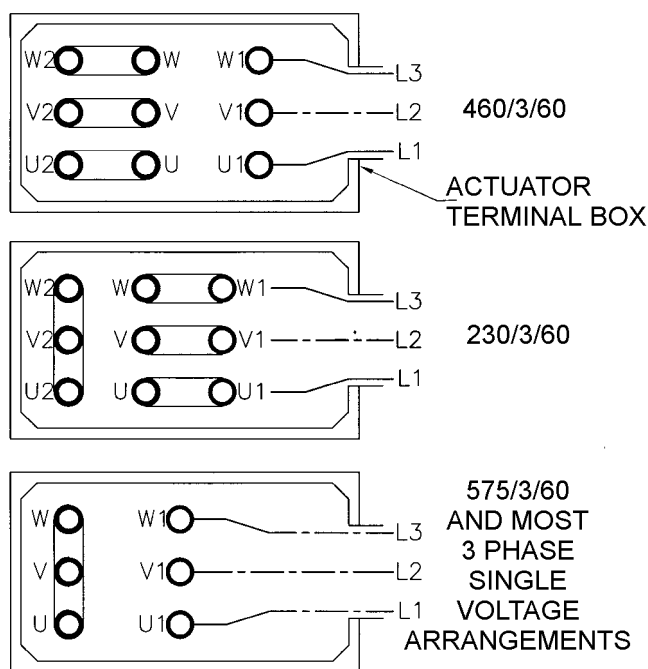 W2 W W1 L3
V2 V V1 L2 460/3/60
U2 U U1 L1
ACTUATOR
TERMINAL BOX
W2 W W1 L3
V2 V V1 L2 230/3/60
U2 U U1 L1
575/3/60
W W1 L3 AND MOST
3 PHASE
V V1 L2 SINGLE
U U1 L1 VOLTAGE
ARRANGEMENTS